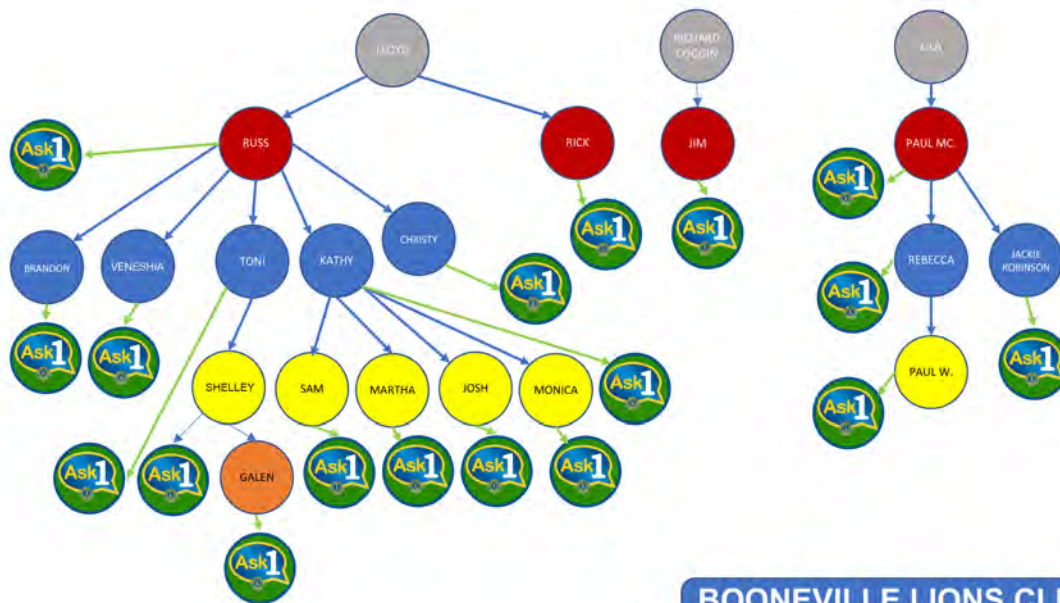 LLOYD
RICHARD
GOGGIN
Ask1
RUSS
RICK
JIM
PAUL MC.
Ask1
Ask1
Ask1
BRANDON
VENESHIA
TONI
KATHY
CHRISTY
REBECCA
JACKIE
ROBINSON
Ask1
Ask1
Ask1
Ask1
Ask1
SHELLEY
SAM
MARTHA
JOSH
MONICA
Ask1
PAUL W.
Ask1
Ask1
Ask1
GALEN
Ask1
Ask1
Ask1
Ask1
Ask1
BOONEVILLE LIONS CL